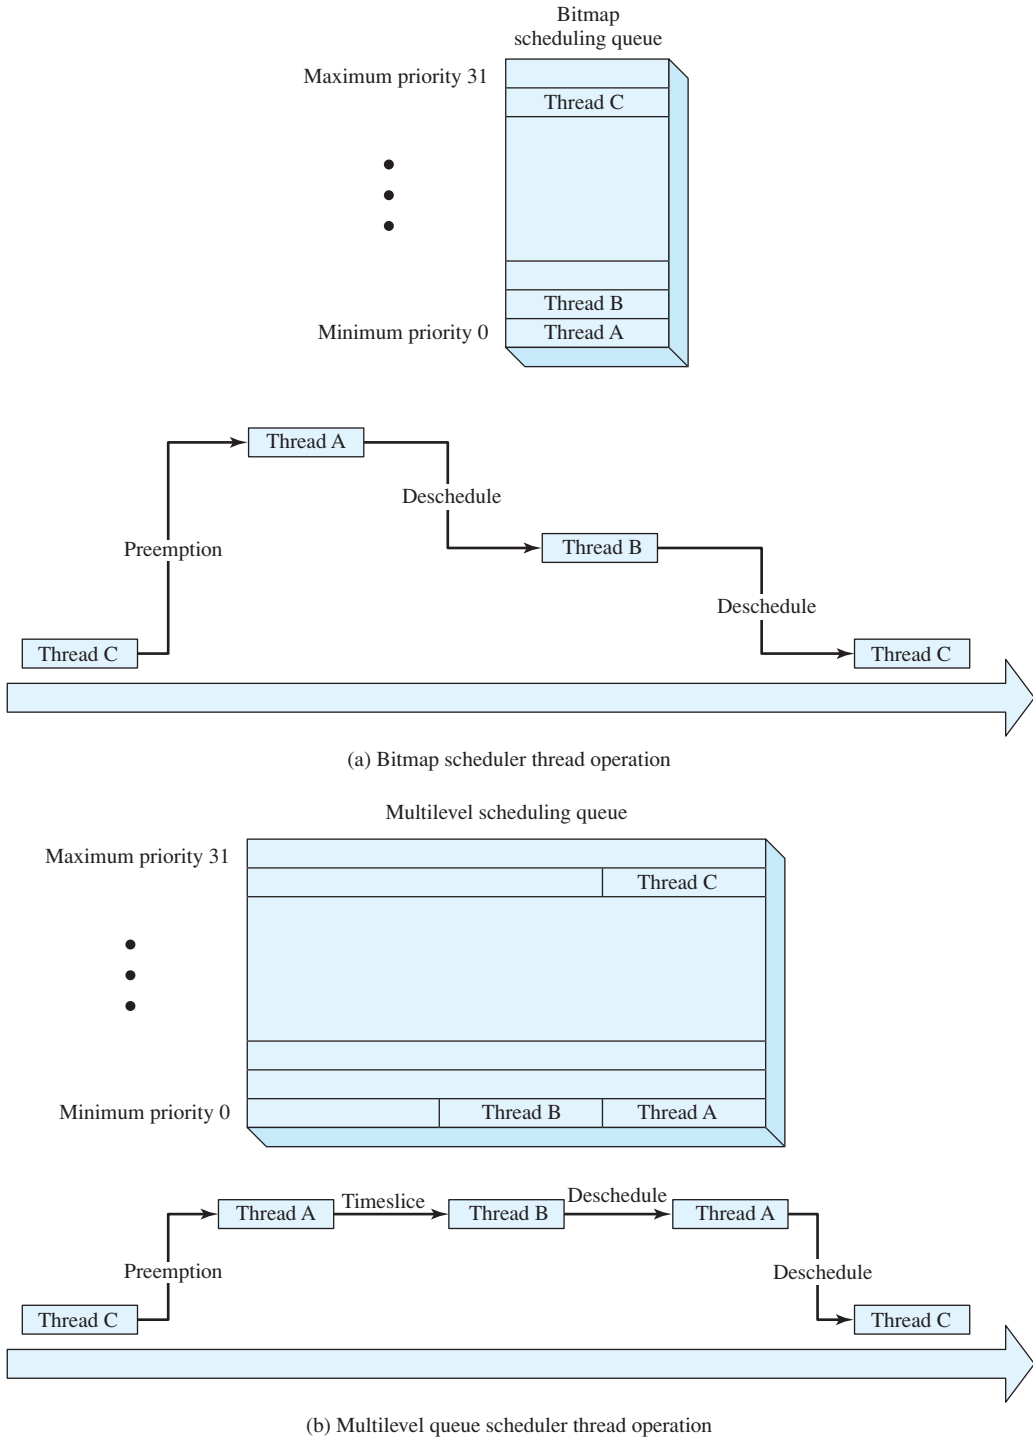 Bitmap
scheduling queue
Maximum priority 31
Thread C
Thread B
Minimum priority 0
Thread A
Thread A
Deschedule
Preemption
Thread B
Deschedule
Thread C
Thread C
(a) Bitmap scheduler thread operation
Multilevel scheduling queue
Maximum priority 31
Thread C
Minimum priority 0
Thread B
Thread A
Thread A
Timeslice
Thread B
Deschedule
Thread A
Preemption
Deschedule
Thread C
Thread C
(b) Multilevel queue scheduler thread operation